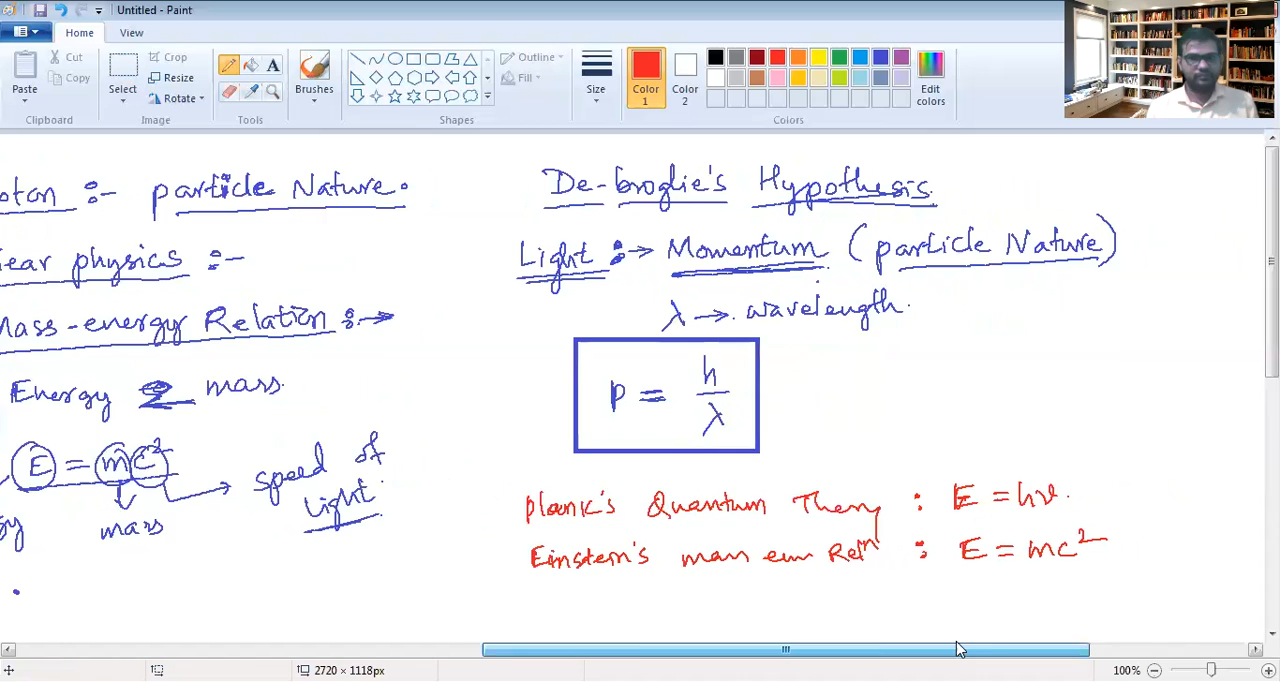 Untitled - Paint
Home View
Paste
Cut
Copy
Clipboard
Select
Crop
Resize
Rotate
Image
Tools
Brushes
Shapes
Outline
Fill
Size
Color 1
Color 2
Edit colors
Colors
oton :- particle Nature.
ear physics :-
Mass-energy Relation :→
Energy & mass.
E = mc²
→ speed of Light.
mass
gy
De-broglie's Hypothesis.
Light :→ Momentum (particle Nature)
λ →. wavelength.
p = h/λ
plank's Quantum Theory : E = hν.
Einstein's Relⁿ : E = mc²
2720 × 1118px
100%